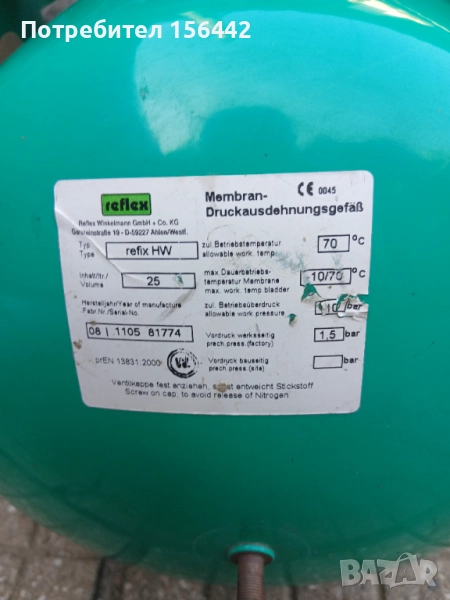 Потребител 156442
reflex
Reflex Winkelmann GmbH + Co. KG
Gersteinstraße 19 - D-59227 Ahlen/Westf.
Membran-
Druckausdehnungsgefäß
CE 0045
Typ
Type
refix HW
zul. Betriebstemperatur
allowable work. temp.
70 °C
Inhalt/ltr./
Volume
25
max. Dauerbetriebs-
temperatur Membrane
max. work. temp bladder
10/70 °C
Herstelljahr/Year of manufacture
Fabr.Nr./Serial-No.
08 | 1105 81774
zul. Betriebsüberdruck
allowable work pressure
10 bar
Vordruck werksseitig
prech.press.(factory)
1,5 bar
prEN 13831:2000
Vordruck bauseitig
prech.press.(site)
bar
Ventilkappe fest anziehen, sonst entweicht Stickstoff
Screw on cap, to avoid release of Nitrogen
BAZAR